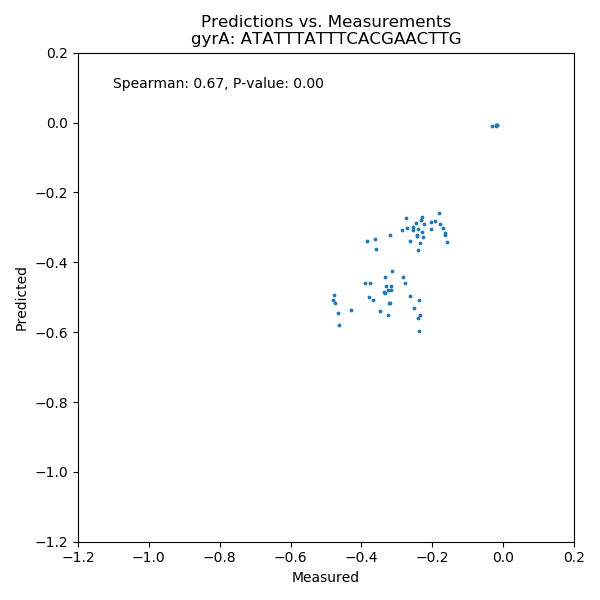 Predictions vs. Measurements
gyrA: ATATTTATTTCACGAACTTG
Spearman: 0.67, P-value: 0.00
0.2
0.0
−0.2
−0.4
−0.6
−0.8
−1.0
−1.2
Predicted
−1.2 −1.0 −0.8 −0.6 −0.4 −0.2 0.0 0.2
Measured